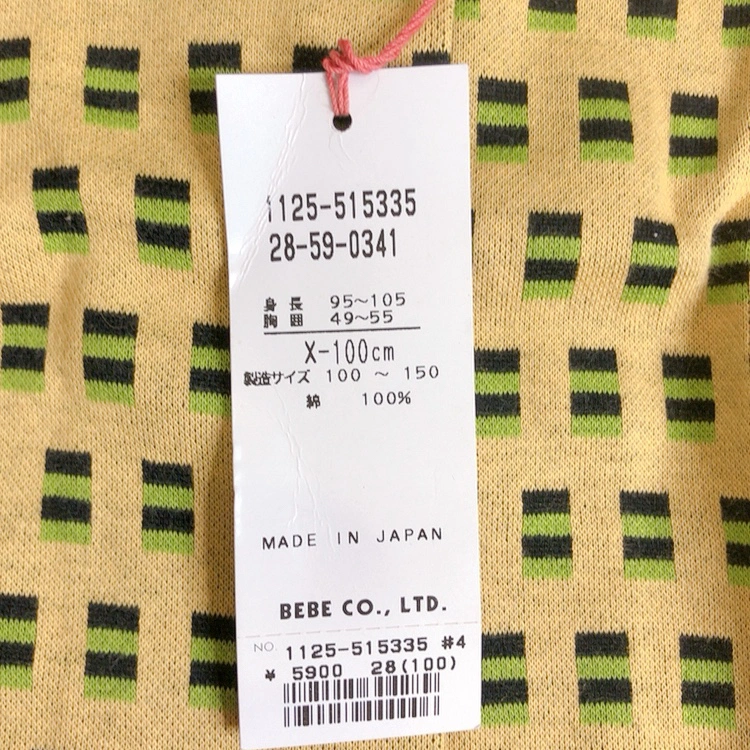 1125-515335
28-59-0341
身長 95～105
胸囲 49～55
X-100cm
製造サイズ 100 ～ 150
綿 100%
MADE IN JAPAN
BEBE CO., LTD.
NO. 1125-515335 #4
¥ 5900 28(100)